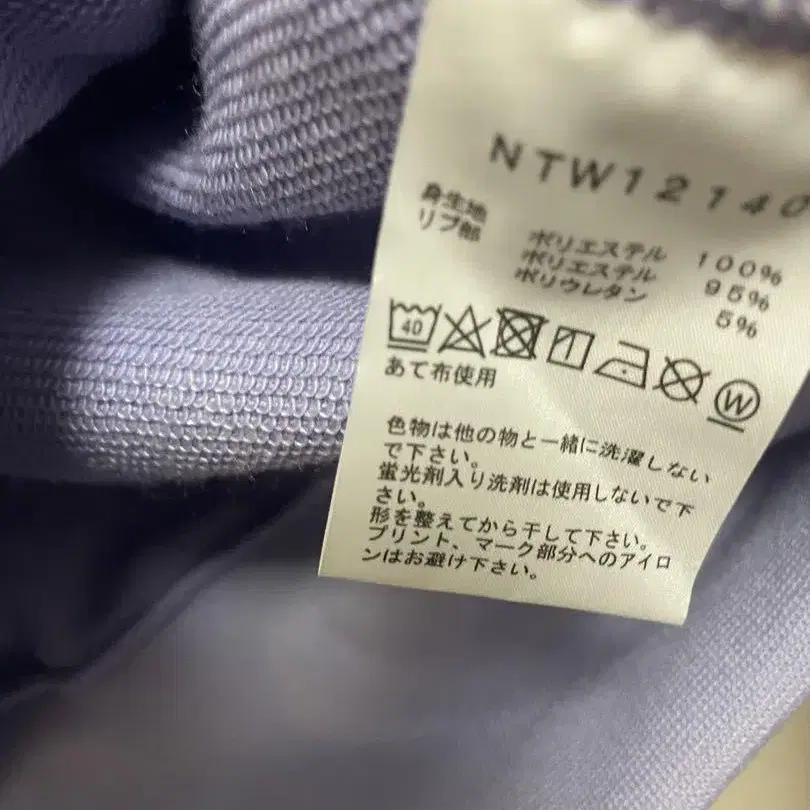 NTW12140
身生地 ポリエステル 100%
リブ部 ポリエステル 95%
ポリウレタン 5%
40 W
あて布使用
色物は他の物と一緒に洗濯しない
で下さい。
蛍光剤入り洗剤は使用しないで下
さい。
形を整えてから干して下さい。
プリント、マーク部分へのアイロ
ンはお避け下さい。